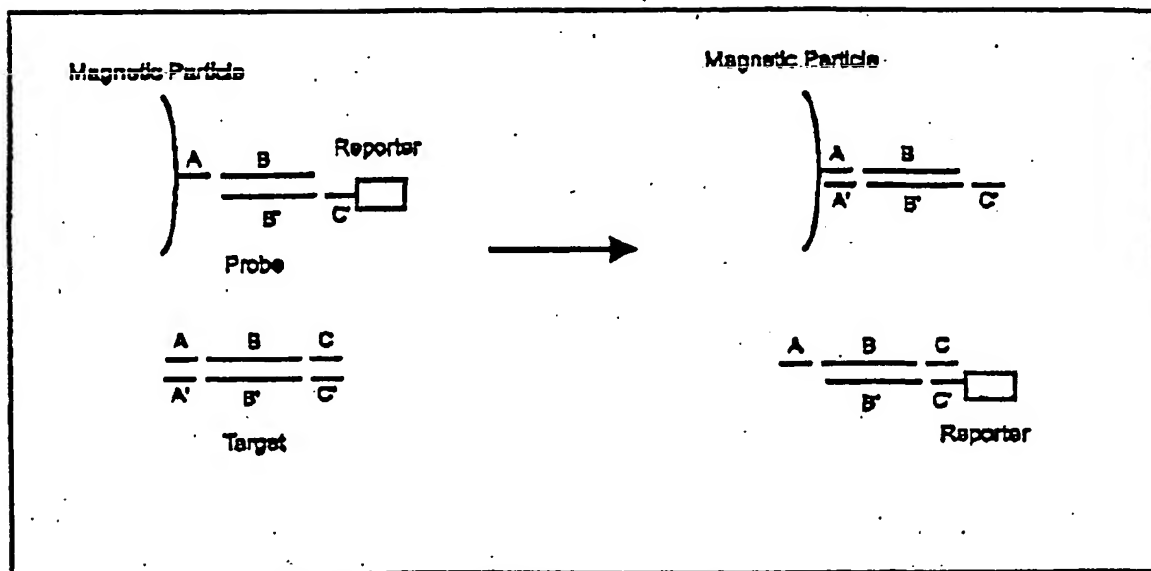 Magnetic Particle
A B Reporter
B' C'
Probe
A B C
A' B' C'
Target
Magnetic Particle
A B
A' B' C'
A B C
B' C'
Reporter